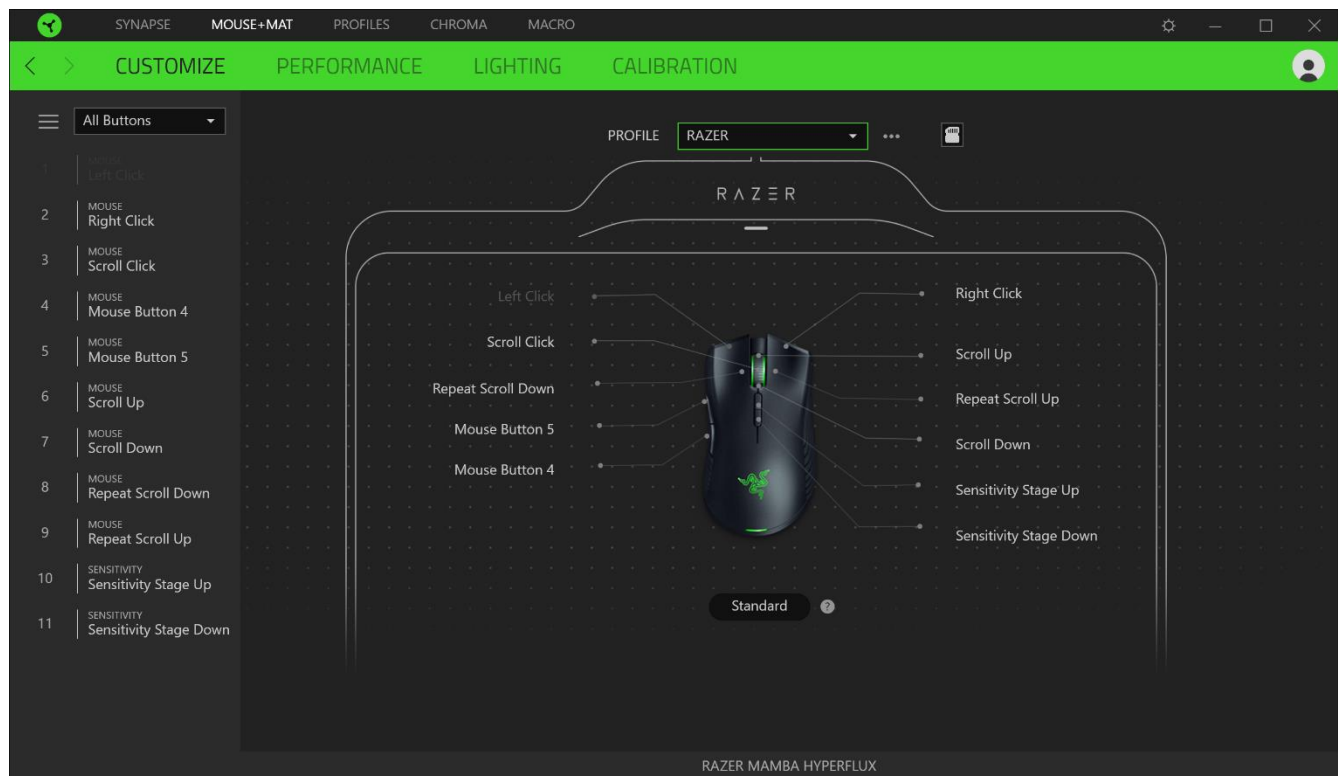 SYNAPSE MOUSE+MAT PROFILES CHROMA MACRO
CUSTOMIZE PERFORMANCE LIGHTING CALIBRATION
All Buttons
PROFILE RAZER
1 MOUSE
Left Click
2 MOUSE
Right Click
3 MOUSE
Scroll Click
4 MOUSE
Mouse Button 4
5 MOUSE
Mouse Button 5
6 MOUSE
Scroll Up
7 MOUSE
Scroll Down
8 MOUSE
Repeat Scroll Down
9 MOUSE
Repeat Scroll Up
10 SENSITIVITY
Sensitivity Stage Up
11 SENSITIVITY
Sensitivity Stage Down
RAZER
Left Click
Scroll Click
Repeat Scroll Down
Mouse Button 5
Mouse Button 4
Right Click
Scroll Up
Repeat Scroll Up
Scroll Down
Sensitivity Stage Up
Sensitivity Stage Down
Standard ?
RAZER MAMBA HYPERFLUX